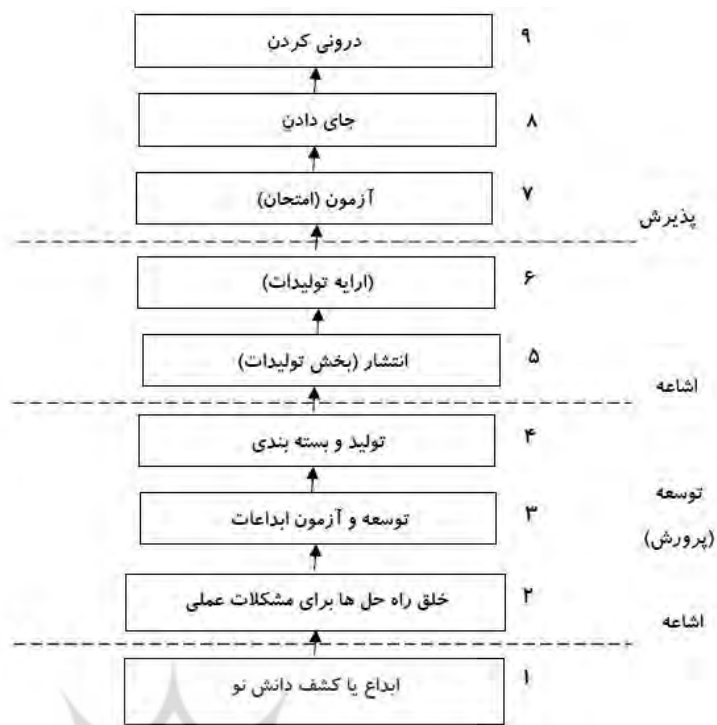 درونی کردن ۹
جای دادن ۸
آزمون (امتحان) ۷
پذیرش
(ارایه تولیدات) ۶
انتشار (بخش تولیدات) ۵
اشاعه
تولید و بسته بندی ۴
توسعه
توسعه و آزمون ابداعات ۳
(پرورش)
خلق راه حل ها برای مشکلات عملی ۲
اشاعه
ابداع یا کشف دانش نو ۱